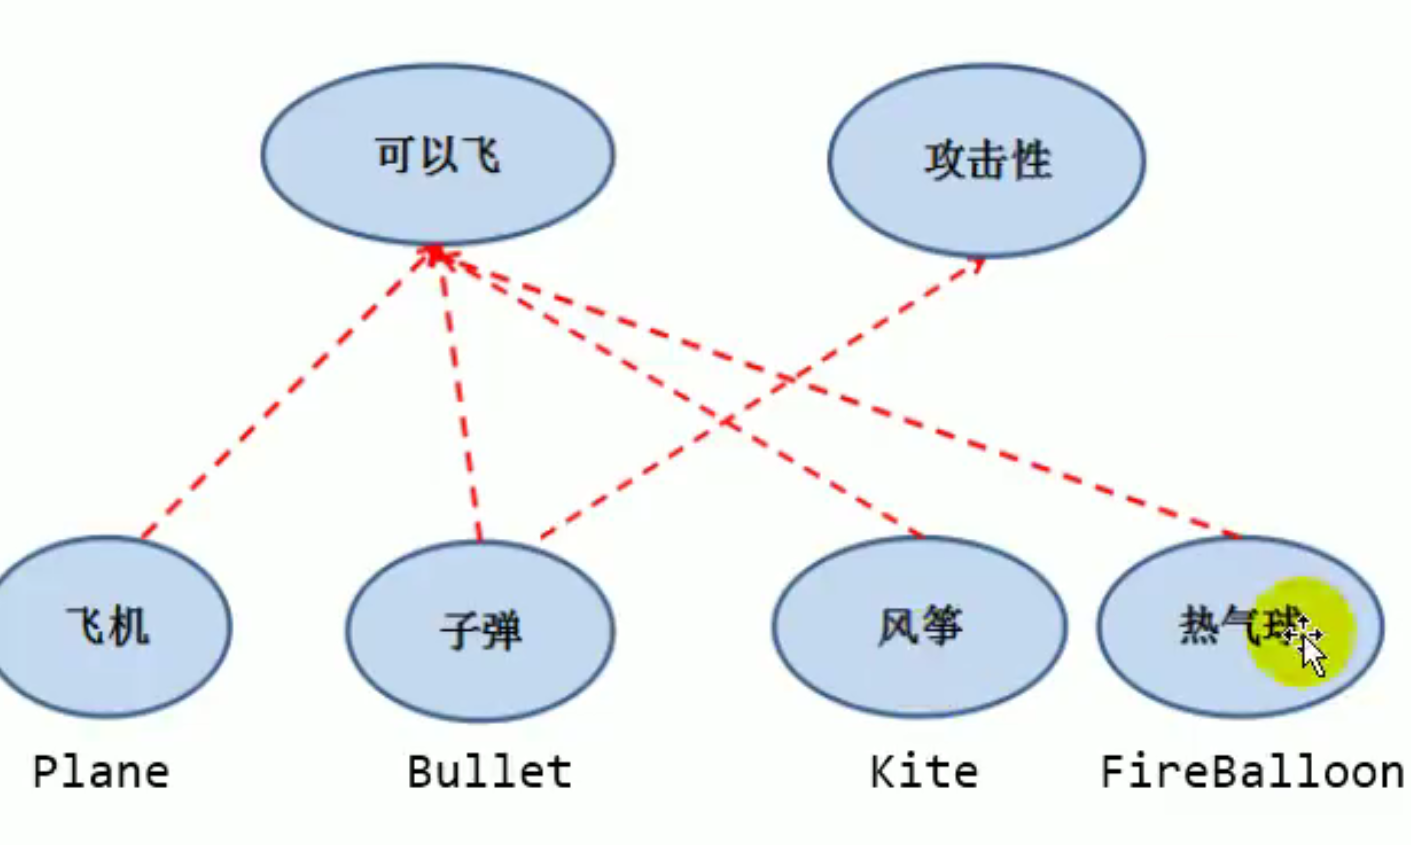 可以飞
攻击性
飞机
子弹
风筝
热气球
Plane
Bullet
Kite
FireBalloon